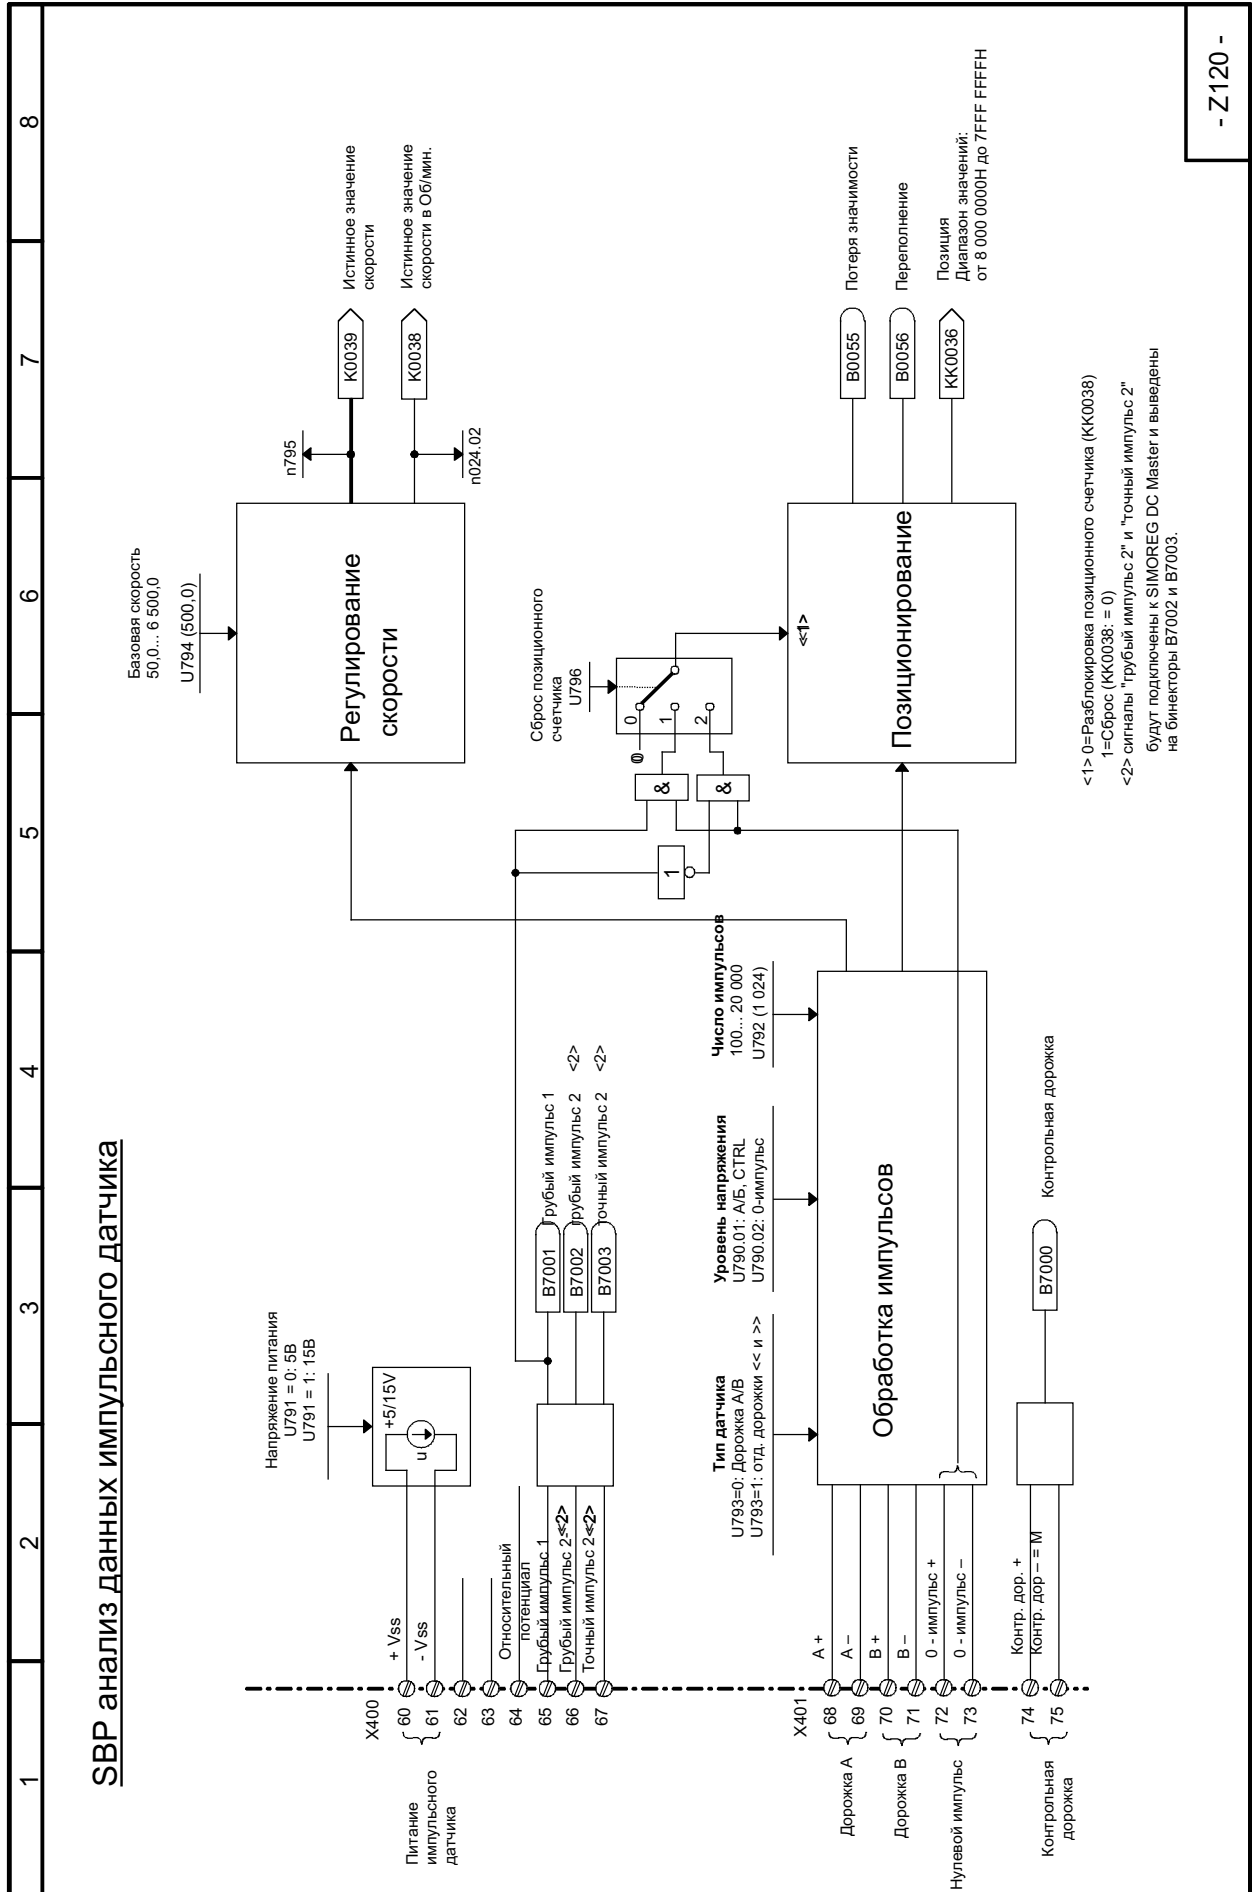 1 2 3 4 5 6 7 8
SBP анализ данных импульсного датчика
Питание
импульсного
датчика
X400
60
61
62
63
64
65
66
67
+ Vss
- Vss
Относительный
потенциал
Грубый импульс 1
Грубый импульс 2 <2>
Точный импульс 2 <2>
Напряжение питания
U791 = 0: 5В
U791 = 1: 15В
+5/15V
u
B7001
B7002
B7003
грубый импульс 1
грубый импульс 2 <2>
точный импульс 2 <2>
Базовая скорость
50,0... 6 500,0
U794 (500,0)
Регулирование
скорости
n795
n024.02
K0039
K0038
Истинное значение
скорости
Истинное значение
скорости в Об/мин.
Сброс позиционного
счетчика
U796
0
0
1
2
&
&
1
<1>
Позиционирование
B0055
B0056
KK0036
Потеря значимости
Переполнение
Позиция
Диапазон значений:
от 8 000 0000H до 7FFF FFFFH
X401
68
69
70
71
72
73
74
75
Дорожка A
Дорожка B
Нулевой импульс
Контрольная
дорожка
A +
A –
B +
B –
0 - импульс +
0 - импульс –
Контр. дор. +
Контр. дор – = M
Тип датчика
U793=0: Дорожка A/B
U793=1: отд. дорожки << и >>
Уровень напряжения
U790.01: А/Б, CTRL
U790.02: 0-импульс
Число импульсов
100... 20 000
U792 (1 024)
Обработка импульсов
B7000
Контрольная дорожка
<1> 0=Разблокировка позиционного счетчика (KK0038)
1=Сброс (KK0038: = 0)
<2> сигналы "грубый импульс 2" и "точный импульс 2"
будут подключены к SIMOREG DC Master и выведены
на бинекторы B7002 и B7003.
- Z120 -